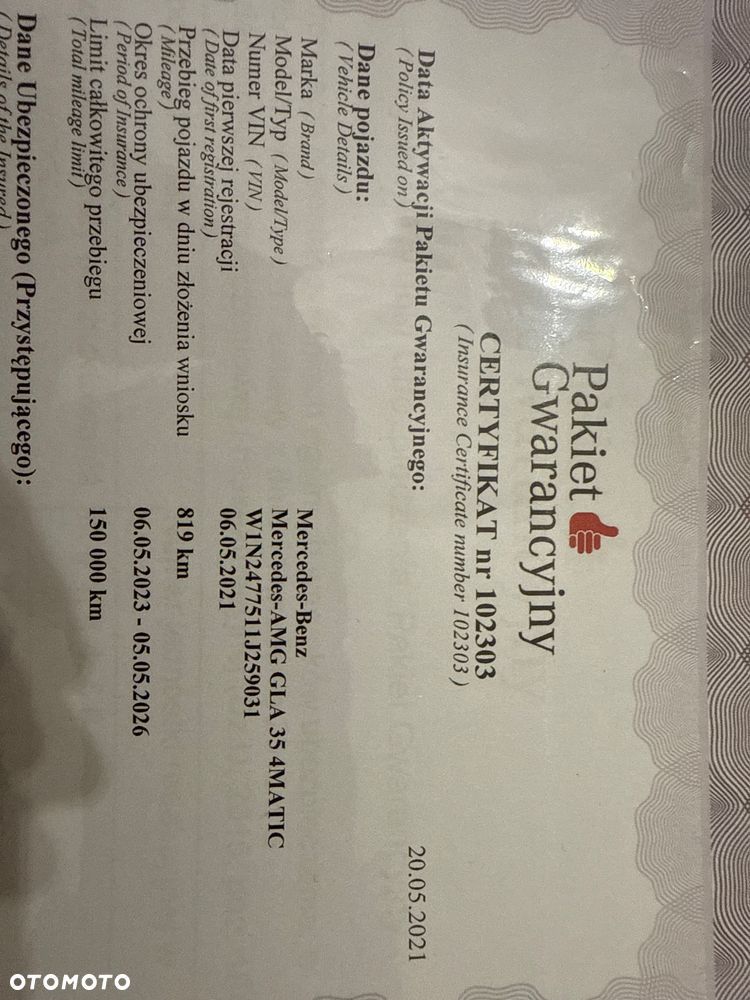 Pakiet
Gwarancyjny
CERTYFIKAT nr 102303
( Insurance Certificate number 102303 )
Data Aktywacji Pakietu Gwarancyjnego: 20.05.2021
( Policy Issued on )
Dane pojazdu:
( Vehicle Details )
Marka ( Brand ) Mercedes-Benz
Model/Typ ( Model/Type ) Mercedes-AMG GLA 35 4MATIC
Numer VIN ( VIN ) W1N2477511J259031
Data pierwszej rejestracji 06.05.2021
( Date of first registration )
Przebieg pojazdu w dniu złożenia wniosku 819 km
( Mileage )
Okres ochrony ubezpieczeniowej 06.05.2023 - 05.05.2026
( Period of Insurance )
Limit całkowitego przebiegu 150 000 km
( Total mileage limit )
Dane Ubezpieczonego (Przystępującego):
( Details of the Insured )
OTOMOTO